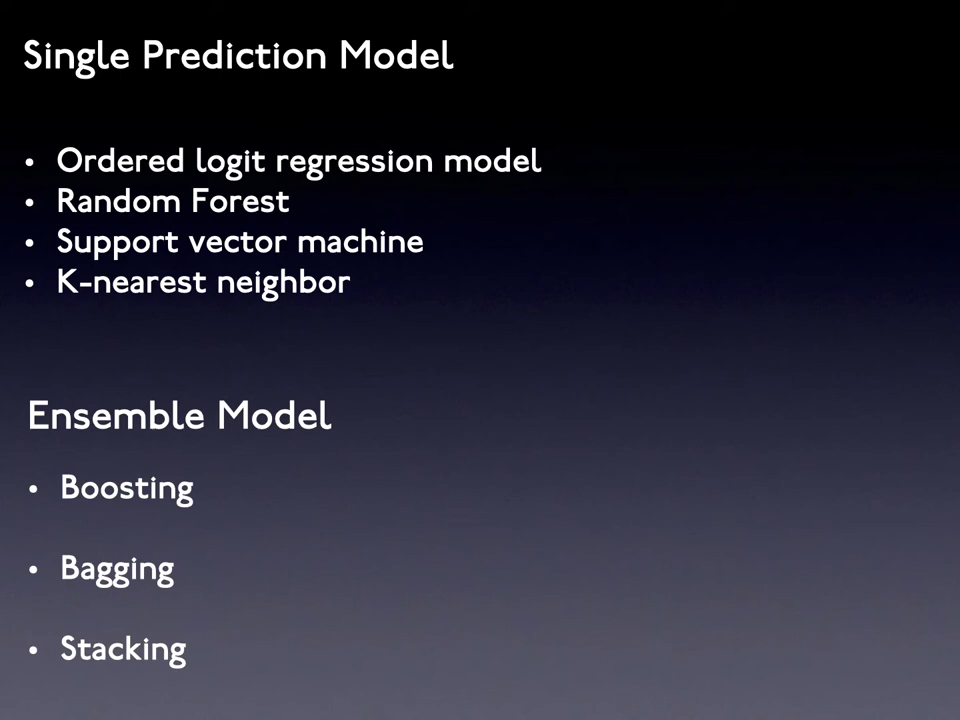 Single Prediction Model
• Ordered logit regression model
• Random Forest
• Support vector machine
• K-nearest neighbor
Ensemble Model
• Boosting
• Bagging
• Stacking